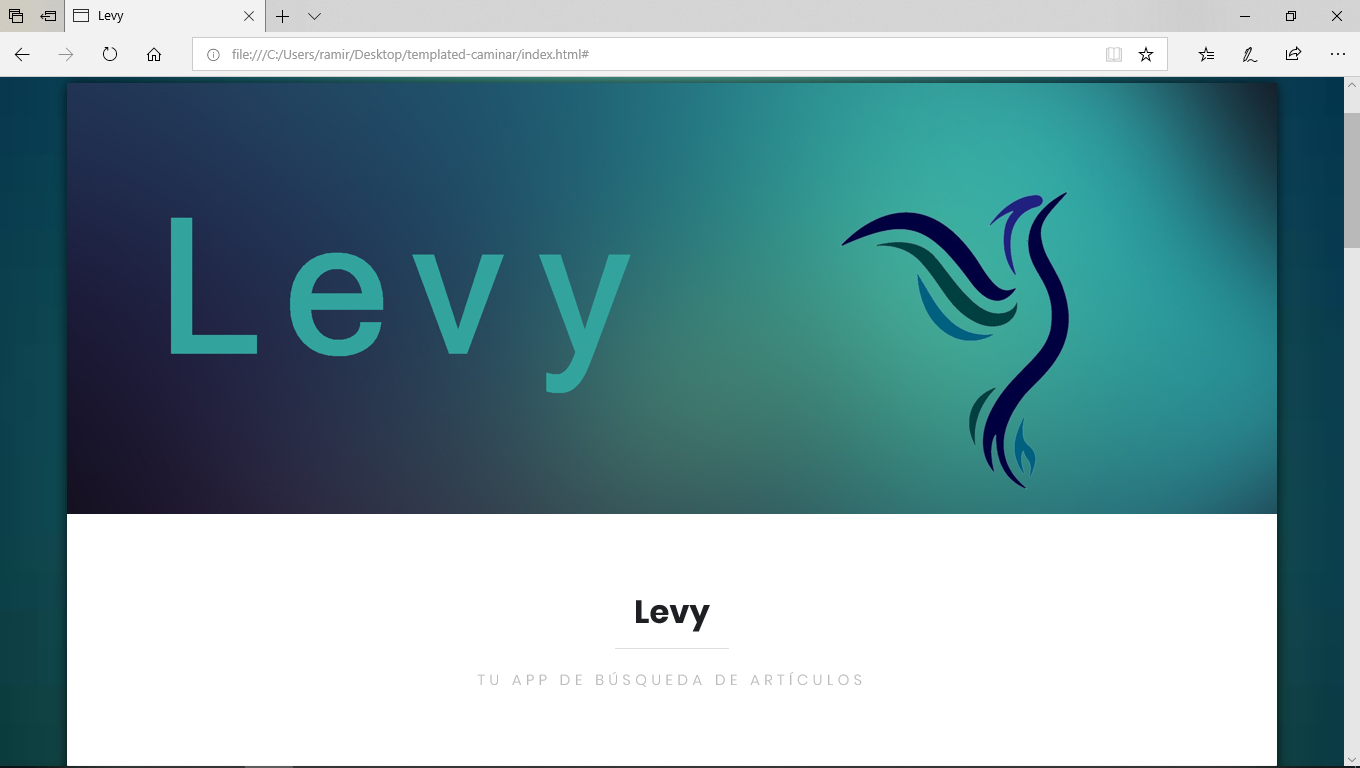 Levy
file:///C:/Users/ramir/Desktop/templated-caminar/index.html#
Levy
Levy
TU APP DE BÚSQUEDA DE ARTÍCULOS